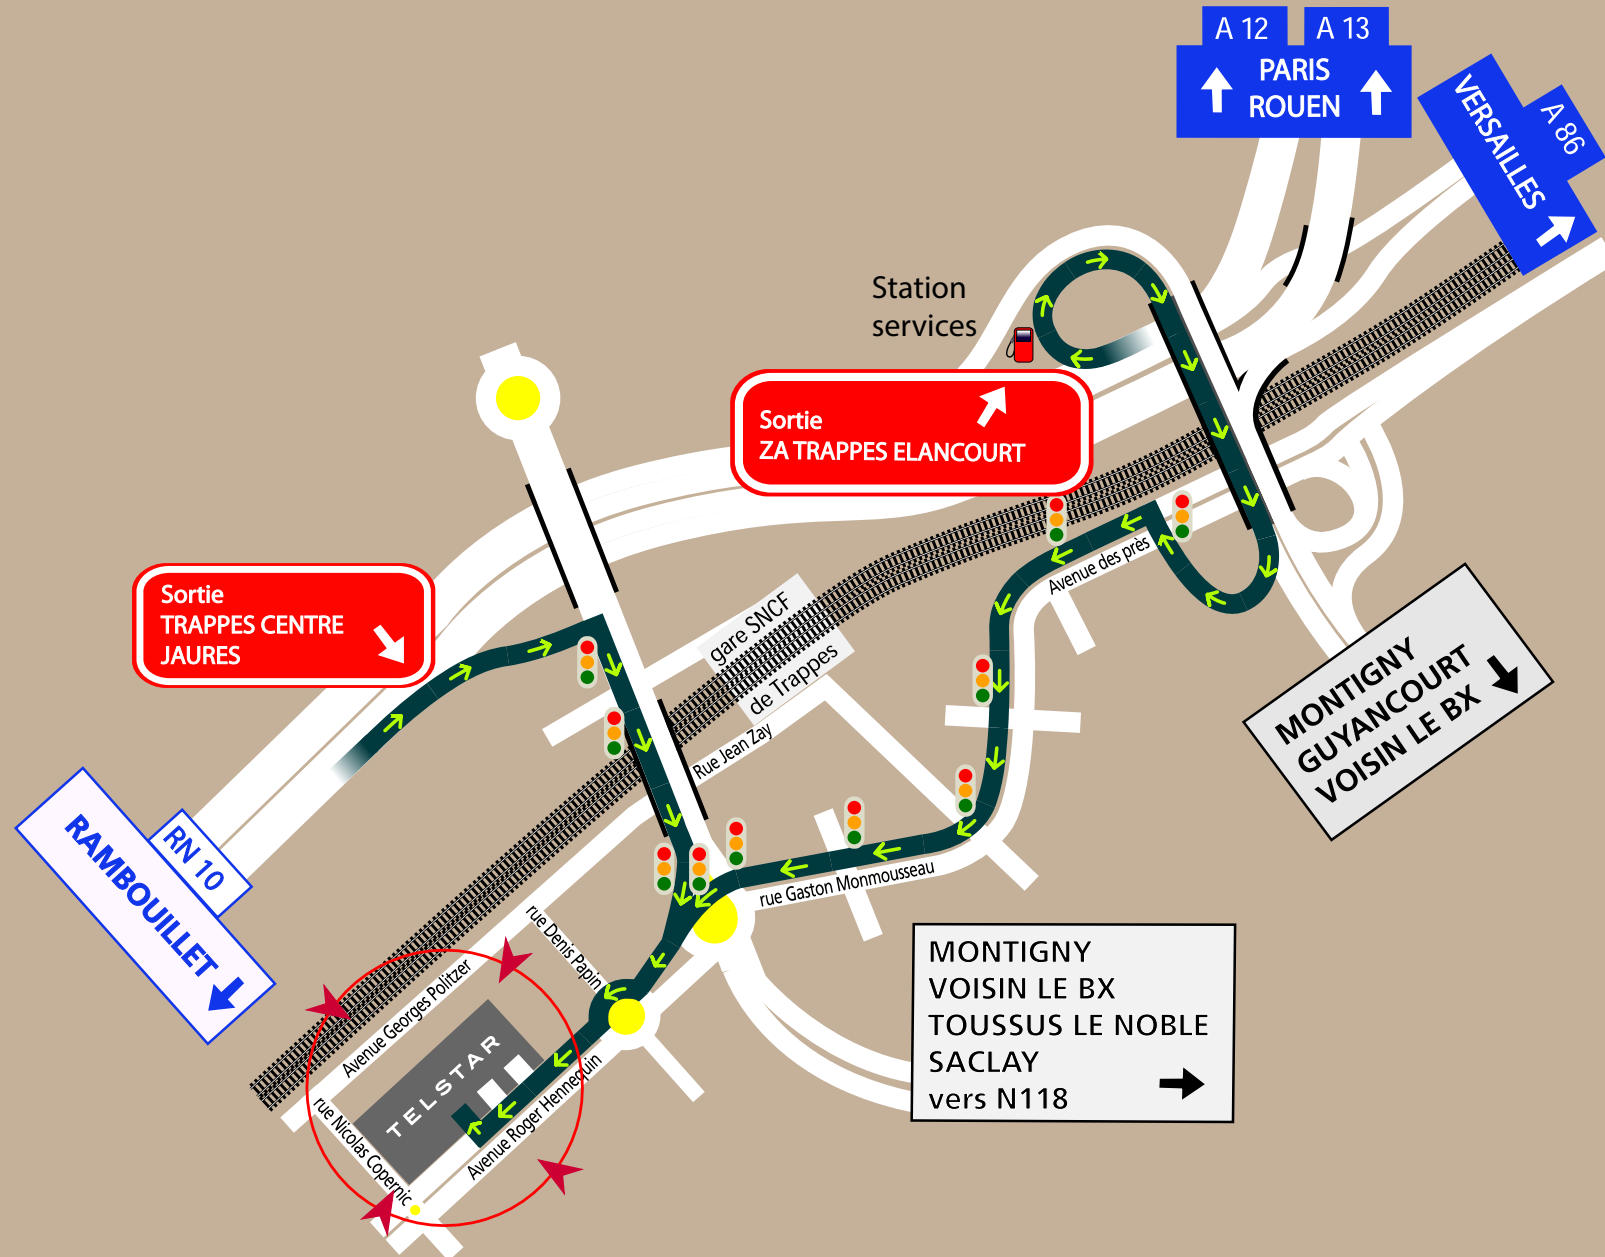 A 12
A 13
PARIS
ROUEN
VERSAILLES
A 86
Station
services
Sortie
ZA TRAPPES ELANCOURT
Sortie
TRAPPES CENTRE
JAURES
Avenue des près
gare SNCF
de Trappes
Rue Jean Zay
MONTIGNY
GUYANCOURT
VOISIN LE BX
RN 10
RAMBOUILLET
rue Gaston Monmousseau
rue Denis Papin
MONTIGNY
VOISIN LE BX
TOUSSUS LE NOBLE
SACLAY
vers N118
Avenue Georges Politzer
TELSTAR
Avenue Roger Hennequin
rue Nicolas Copernic